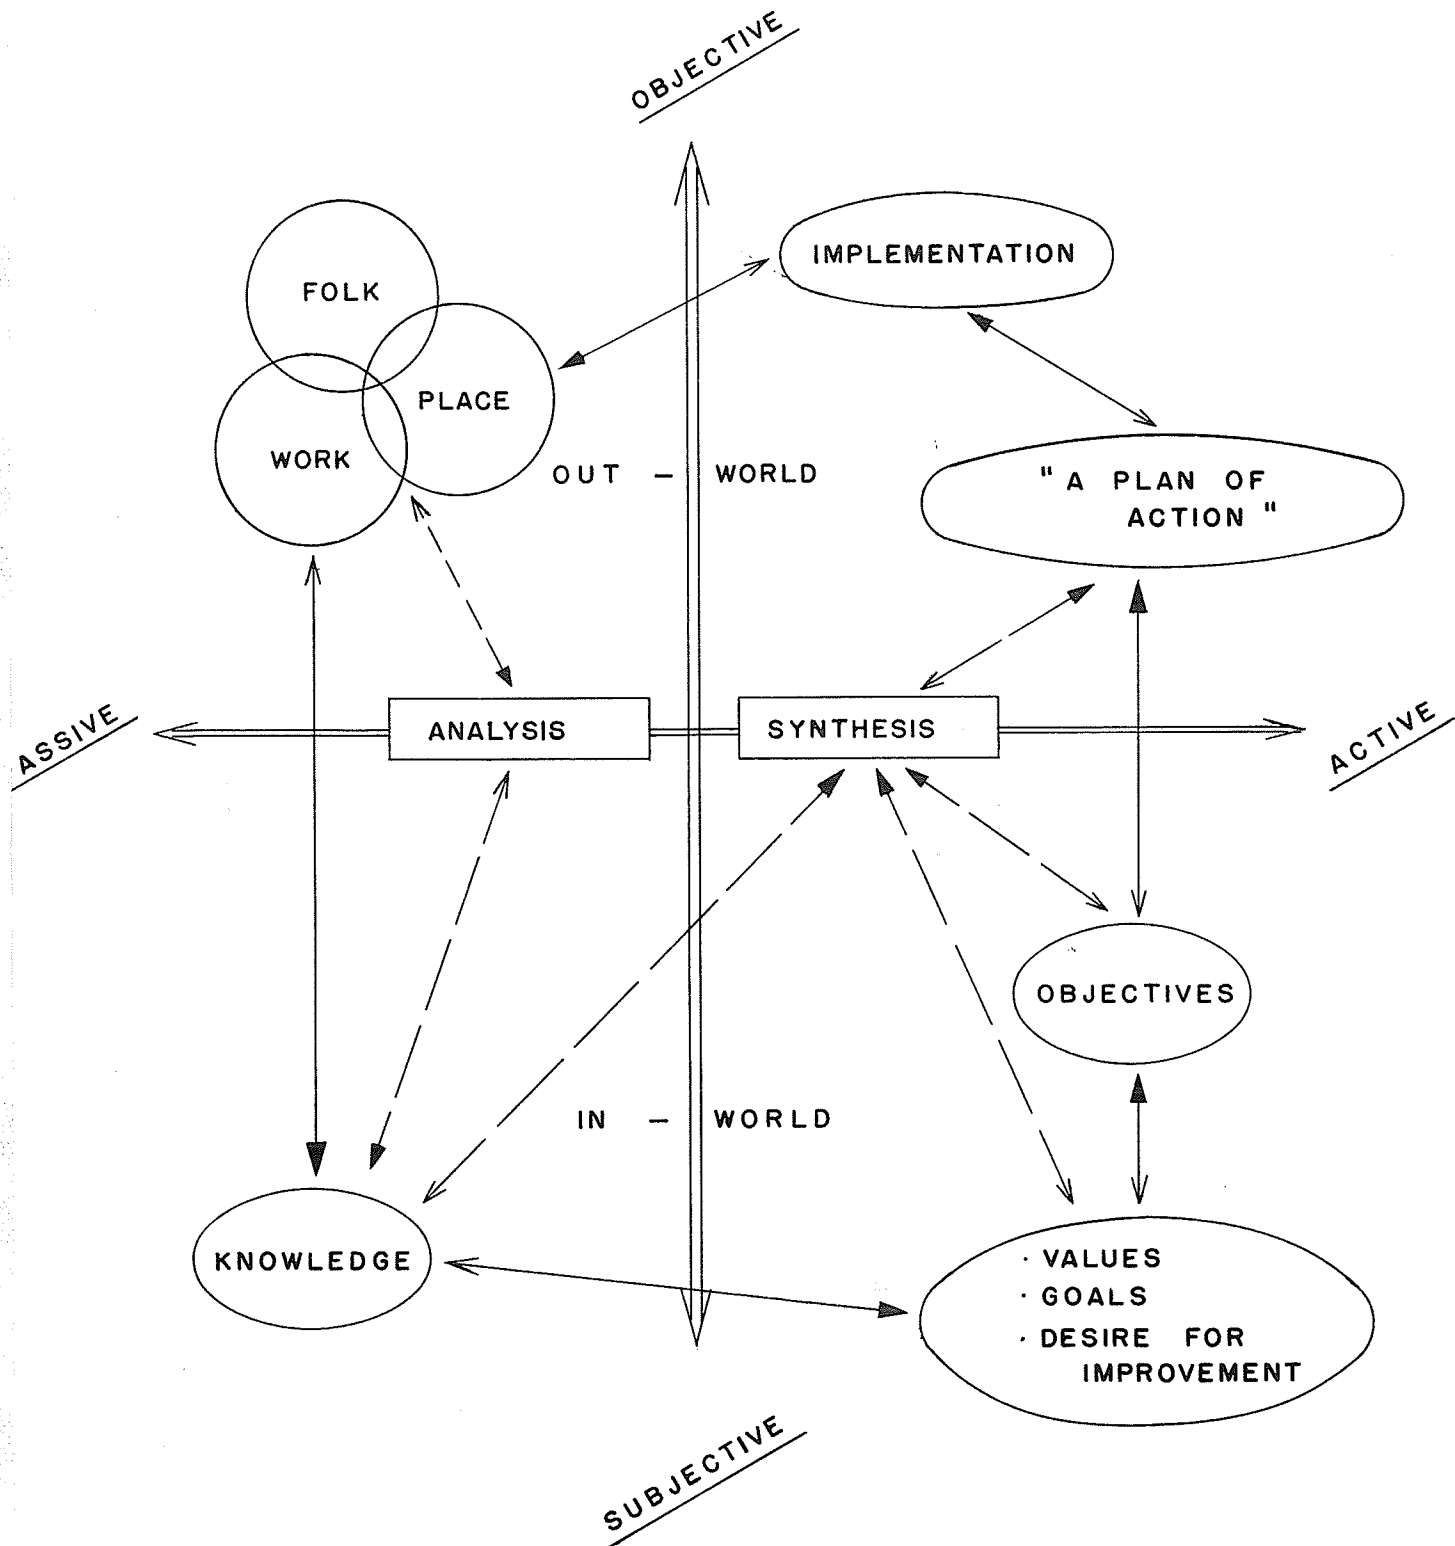 OBJECTIVE
IMPLEMENTATION
FOLK
PLACE
WORK
OUT — WORLD
" A PLAN OF
ACTION "
ASSIVE
ANALYSIS
SYNTHESIS
ACTIVE
OBJECTIVES
IN — WORLD
KNOWLEDGE
· VALUES
· GOALS
· DESIRE FOR
IMPROVEMENT
SUBJECTIVE